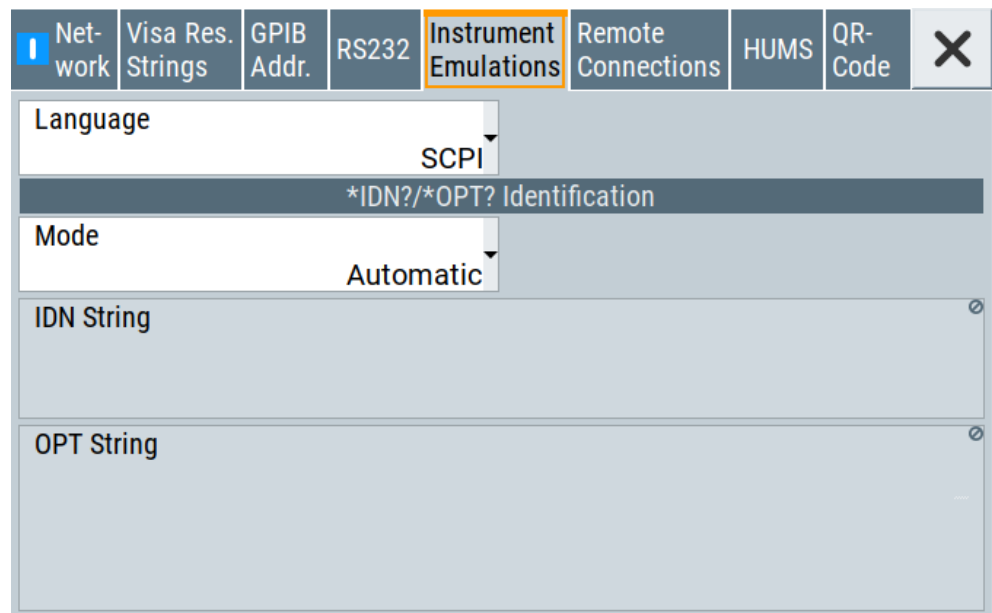 Net-
work
Visa Res.
Strings
GPIB
Addr.
RS232
Instrument
Emulations
Remote
Connections
HUMS
QR-
Code
Language
SCPI
*IDN?/*OPT? Identification
Mode
Automatic
IDN String
OPT String